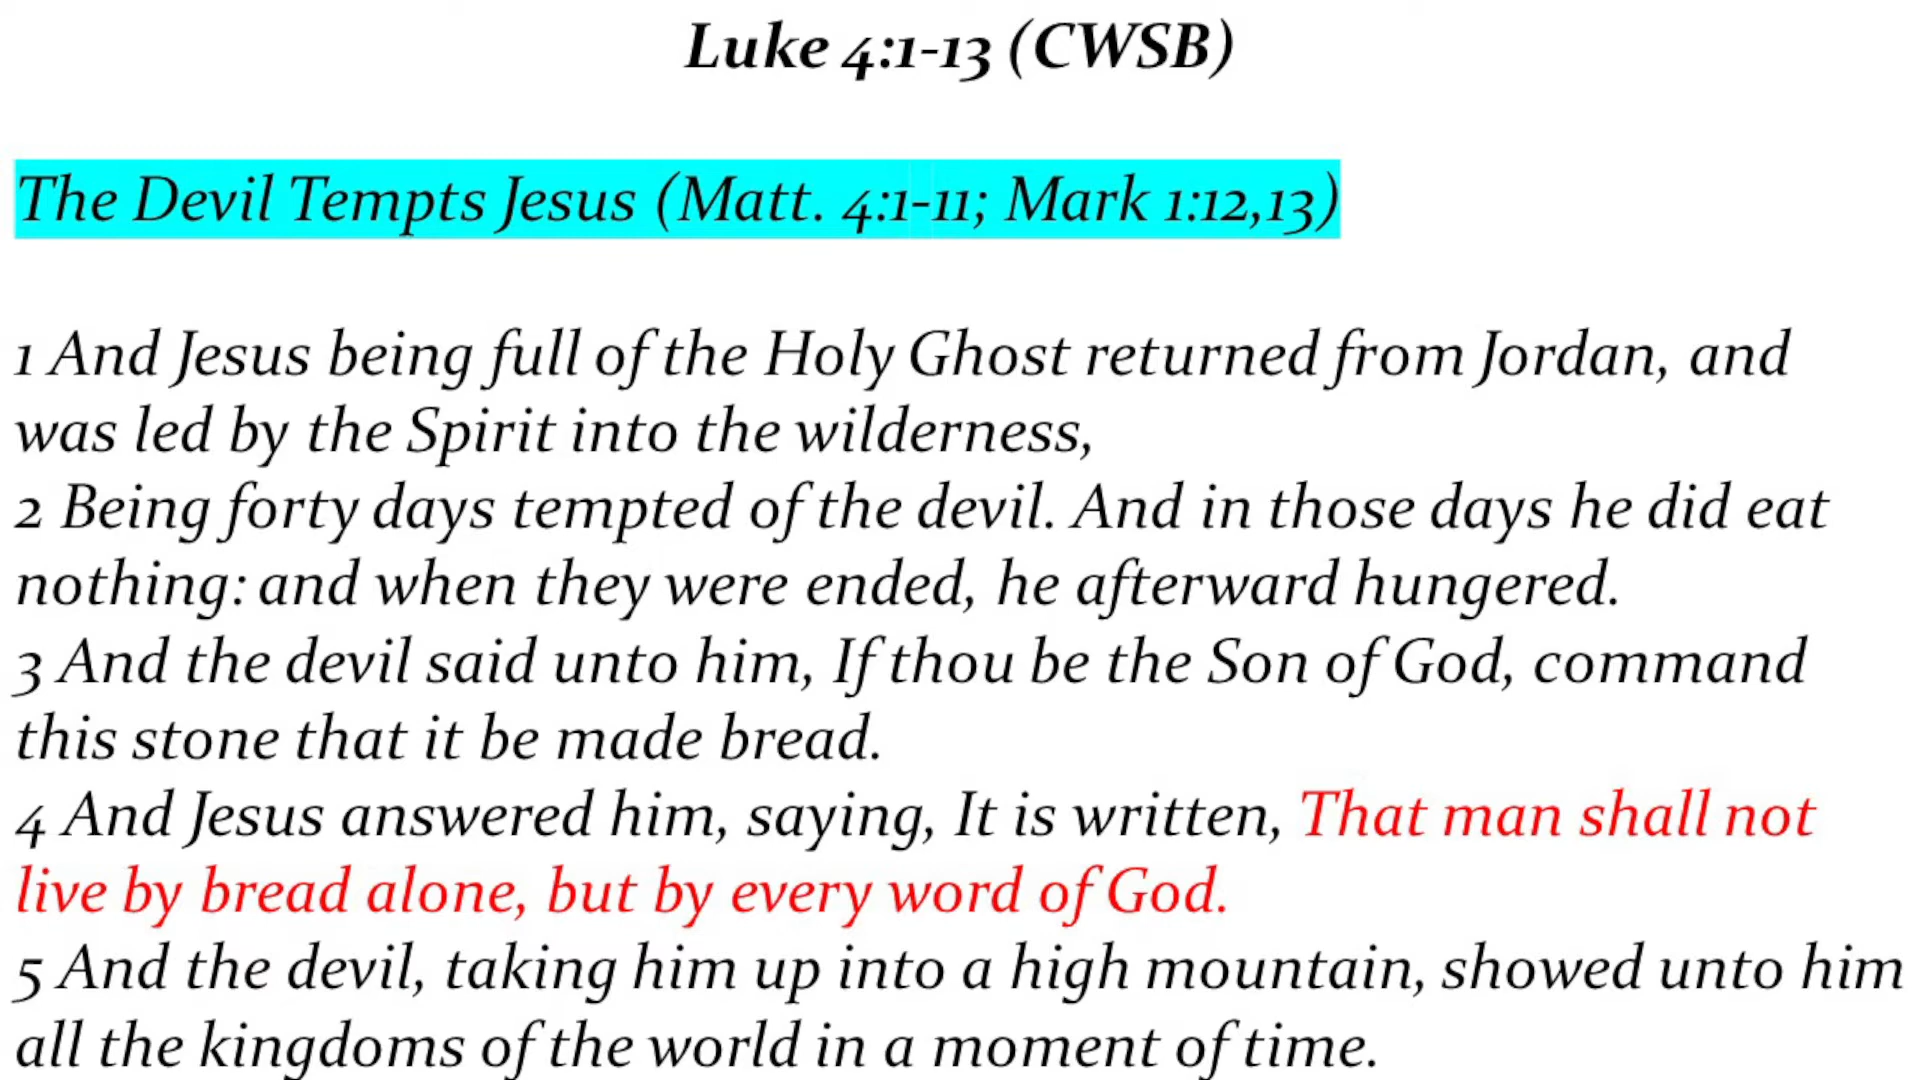 Luke 4:1-13 (CWSB)
The Devil Tempts Jesus (Matt. 4:1-11; Mark 1:12,13)
1 And Jesus being full of the Holy Ghost returned from Jordan, and
was led by the Spirit into the wilderness,
2 Being forty days tempted of the devil. And in those days he did eat
nothing: and when they were ended, he afterward hungered.
3 And the devil said unto him, If thou be the Son of God, command
this stone that it be made bread.
4 And Jesus answered him, saying, It is written, That man shall not
live by bread alone, but by every word of God.
5 And the devil, taking him up into a high mountain, showed unto him
all the kingdoms of the world in a moment of time.